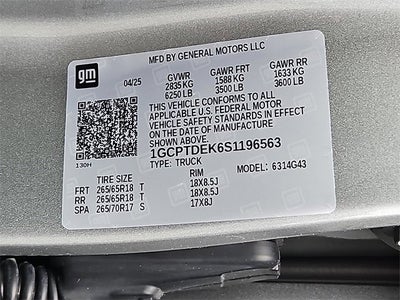 MFD BY GENERAL MOTORS LLC
gm
04/25 GVWR GAWR FRT GAWR RR
2835 KG 1588 KG 1633 KG
6250 LB 3500 LB 3600 LB
THIS VEHICLE CONFORMS TO ALL
APPLICABLE U.S. FEDERAL MOTOR
VEHICLE SAFETY STANDARDS IN EFFECT
ON THE DATE OF MANUFACTURE
SHOWN ABOVE.
1GCPTDEK6S1196563
130H TYPE: TRUCK
TIRE SIZE RIM MODEL: 6314G43
FRT 265/65R18 T 18X8.5J
RR 265/65R18 T 18X8.5J
SPA 265/70R17 S 17X8J